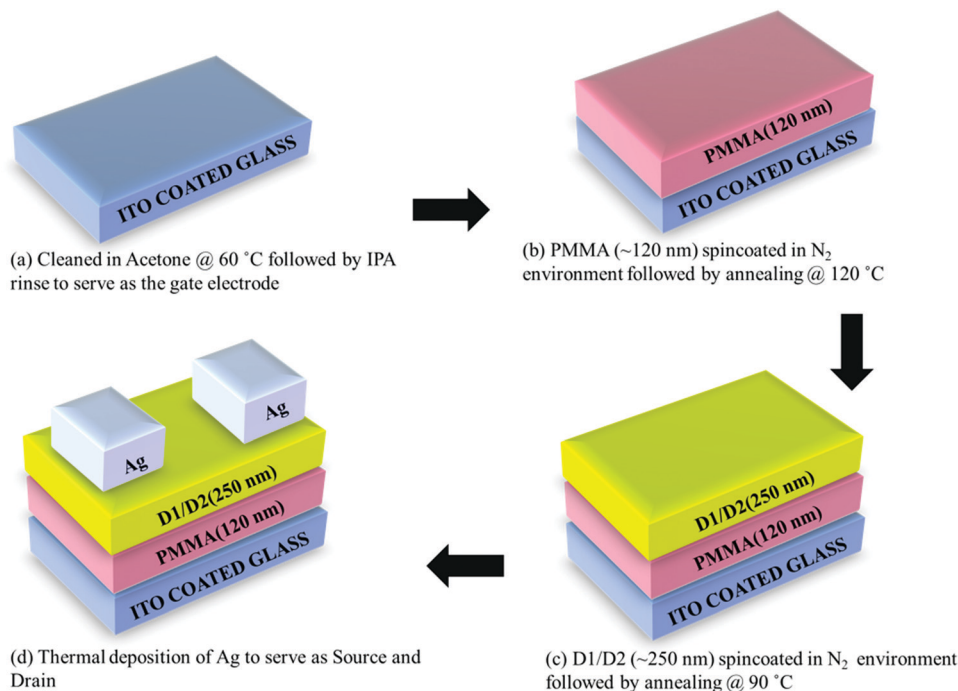 ITO COATED GLASS
(a) Cleaned in Acetone @ 60 ˚C followed by IPA
rinse to serve as the gate electrode
PMMA(120 nm)
ITO COATED GLASS
(b) PMMA (~120 nm) spincoated in N₂
environment followed by annealing @ 120 ˚C
D1/D2(250 nm)
PMMA(120 nm)
ITO COATED GLASS
(c) D1/D2 (~250 nm) spincoated in N₂ environment
followed by annealing @ 90 ˚C
Ag
Ag
D1/D2(250 nm)
PMMA(120 nm)
ITO COATED GLASS
(d) Thermal deposition of Ag to serve as Source and
Drain